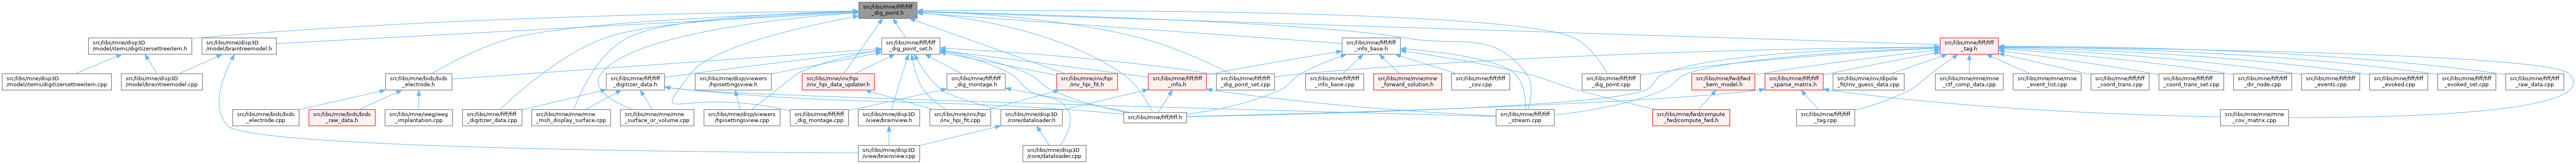 src/libs/mne/fiff/fiff
_dig_point.h
src/libs/mne/disp3D
/model/items/digitizersettreeitem.h
src/libs/mne/disp3D
/model/braintreemodel.h
src/libs/mne/fiff/fiff
_dig_point_set.h
src/libs/mne/fiff/fiff
_info_base.h
src/libs/mne/fiff/fiff
_tag.h
src/libs/mne/disp3D
/model/items/digitizersettreeitem.cpp
src/libs/mne/disp3D
/model/braintreemodel.cpp
src/libs/mne/bids/bids
_electrode.h
src/libs/mne/fiff/fiff
_digitizer_data.h
src/libs/mne/disp/viewers
/hpisettingsview.h
src/libs/mne/inv/hpi
/inv_hpi_data_updater.h
src/libs/mne/fiff/fiff
_dig_montage.h
src/libs/mne/inv/hpi
/inv_hpi_fit.h
src/libs/mne/fiff/fiff
_info.h
src/libs/mne/fiff/fiff
_dig_point_set.cpp
src/libs/mne/fiff/fiff
_info_base.cpp
src/libs/mne/mne/mne
_forward_solution.h
src/libs/mne/fiff/fiff
_cov.cpp
src/libs/mne/fiff/fiff
_dig_point.cpp
src/libs/mne/fwd/fwd
_bem_model.h
src/libs/mne/fiff/fiff
_sparse_matrix.h
src/libs/mne/inv/dipole
_fit/inv_guess_data.cpp
src/libs/mne/mne/mne
_ctf_comp_data.cpp
src/libs/mne/mne/mne
_event_list.cpp
src/libs/mne/fiff/fiff
_coord_trans.cpp
src/libs/mne/fiff/fiff
_coord_trans_set.cpp
src/libs/mne/fiff/fiff
_dir_node.cpp
src/libs/mne/fiff/fiff
_events.cpp
src/libs/mne/fiff/fiff
_evoked.cpp
src/libs/mne/fiff/fiff
_evoked_set.cpp
src/libs/mne/fiff/fiff
_raw_data.cpp
src/libs/mne/bids/bids
_electrode.cpp
src/libs/mne/bids/bids
_raw_data.h
src/libs/mne/eeg/eeg
_implantation.cpp
src/libs/mne/fiff/fiff
_digitizer_data.cpp
src/libs/mne/mne/mne
_msh_display_surface.cpp
src/libs/mne/mne/mne
_surface_or_volume.cpp
src/libs/mne/disp/viewers
/hpisettingsview.cpp
src/libs/mne/fiff/fiff
_dig_montage.cpp
src/libs/mne/disp3D
/view/brainview.h
src/libs/mne/inv/hpi
/inv_hpi_fit.cpp
src/libs/mne/disp3D
/core/dataloader.h
src/libs/mne/fiff/fiff.h
src/libs/mne/fiff/fiff
_stream.cpp
src/libs/mne/fwd/compute
_fwd/compute_fwd.h
src/libs/mne/fiff/fiff
_tag.cpp
src/libs/mne/mne/mne
_cov_matrix.cpp
src/libs/mne/disp3D
/view/brainview.cpp
src/libs/mne/disp3D
/core/dataloader.cpp